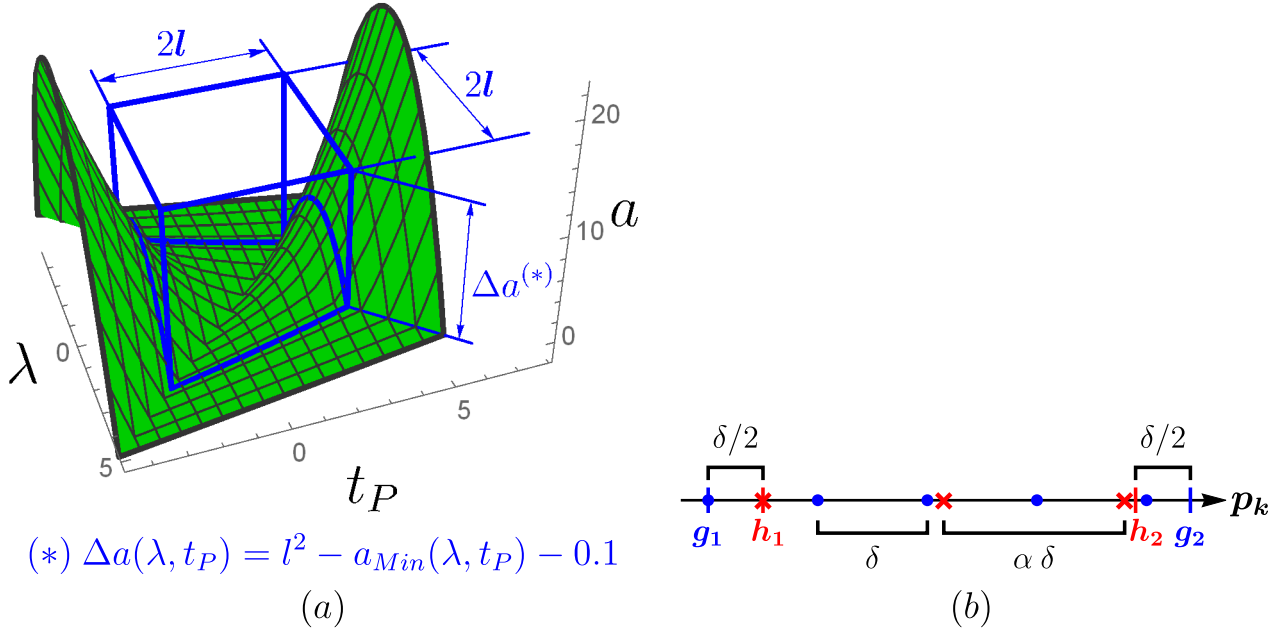 2l
2l
20
a
10
Δa^(*)
0
λ
0
5
5
0
t_P
(*) Δa(λ, t_P) = l^2 − a_Min(λ, t_P) − 0.1
(a)
δ/2
δ/2
p_k
g_1
h_1
h_2
g_2
δ
α δ
(b)